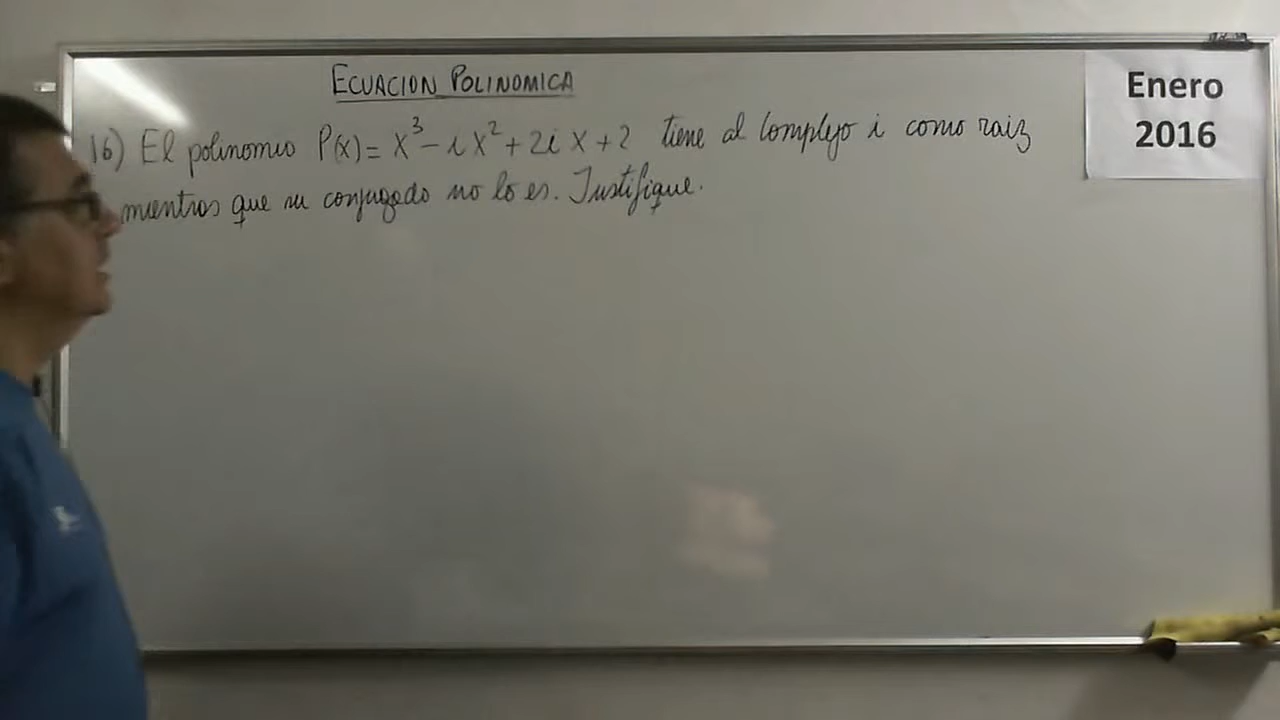 ECUACION POLINOMICA
Enero
2016
16) El polinomio P(x)= x³ - i x² + 2i x + 2 tiene al complejo i como raiz
mientras que su conjugado no lo es. Justifique.